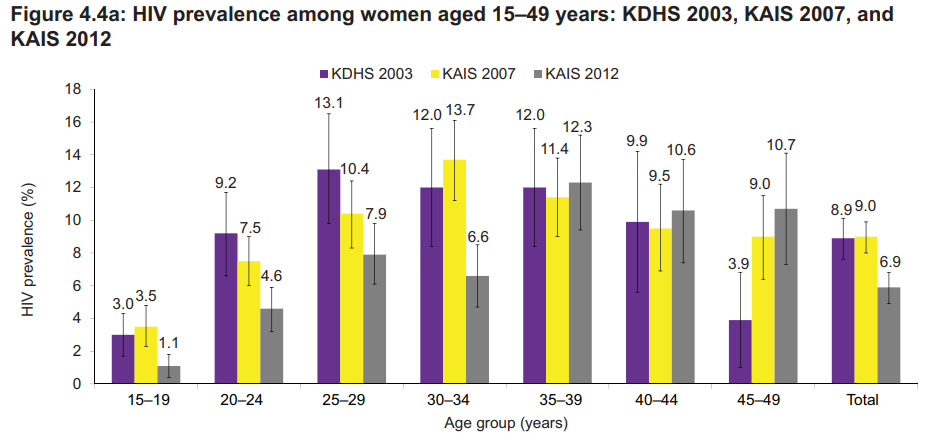 Figure 4.4a: HIV prevalence among women aged 15–49 years: KDHS 2003, KAIS 2007, and
KAIS 2012
KDHS 2003 KAIS 2007 KAIS 2012
HIV prevalence (%)
18
16
14
12
10
8
6
4
2
0
3.0 3.5 1.1
9.2 7.5 4.6
13.1 10.4 7.9
12.0 13.7 6.6
12.0 11.4 12.3
9.9 9.5 10.6
3.9 9.0 10.7
8.9 9.0 6.9
15–19 20–24 25–29 30–34 35–39 40–44 45–49 Total
Age group (years)